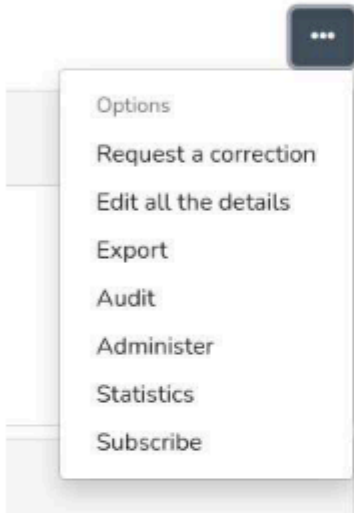 Options
Request a correction
Edit all the details
Export
Audit
Administer
Statistics
Subscribe